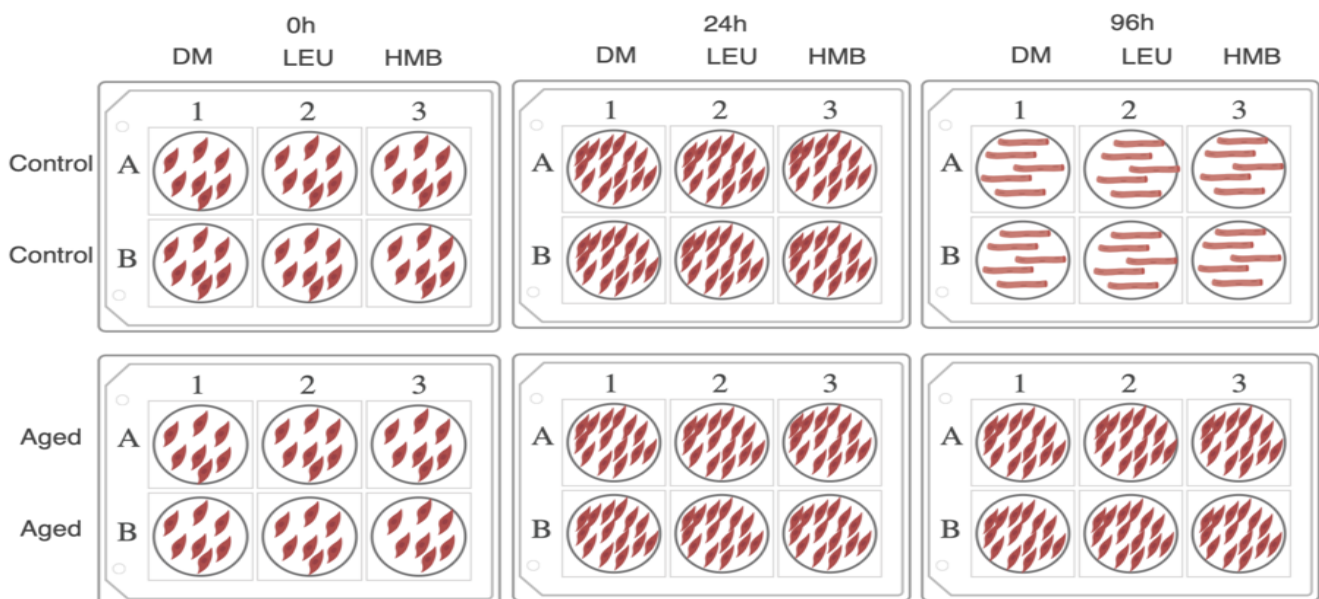 0h 24h 96h
DM LEU HMB DM LEU HMB DM LEU HMB
1 2 3 1 2 3 1 2 3
Control A A A
Control B B B
1 2 3 1 2 3 1 2 3
Aged A A A
Aged B B B